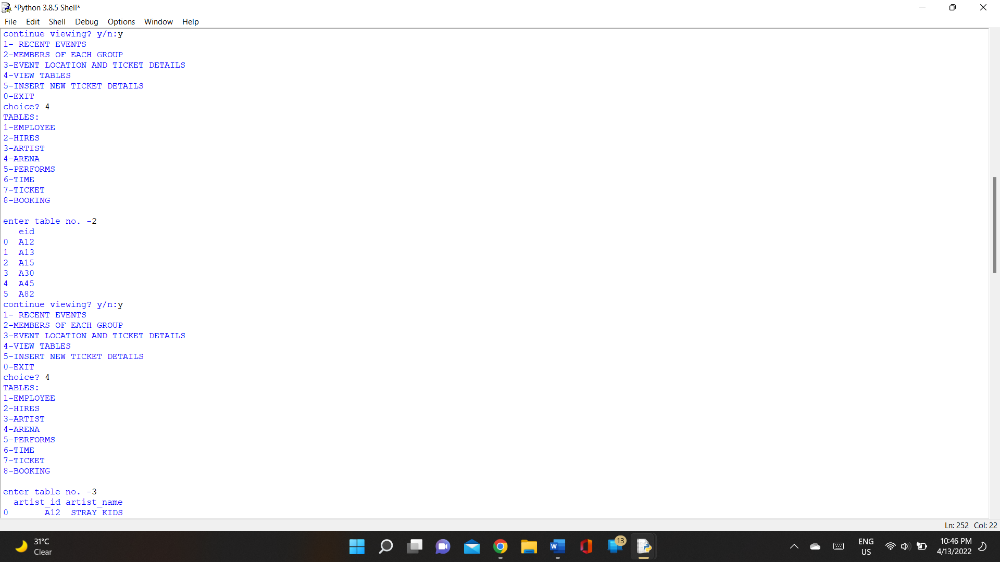 *Python 3.8.5 Shell*
File Edit Shell Debug Options Window Help
continue viewing? y/n:y
1- RECENT EVENTS
2-MEMBERS OF EACH GROUP
3-EVENT LOCATION AND TICKET DETAILS
4-VIEW TABLES
5-INSERT NEW TICKET DETAILS
0-EXIT
choice? 4
TABLES:
1-EMPLOYEE
2-HIRES
3-ARTIST
4-ARENA
5-PERFORMS
6-TIME
7-TICKET
8-BOOKING
enter table no. -2
eid
0 A12
1 A13
2 A15
3 A30
4 A45
5 A82
continue viewing? y/n:y
1- RECENT EVENTS
2-MEMBERS OF EACH GROUP
3-EVENT LOCATION AND TICKET DETAILS
4-VIEW TABLES
5-INSERT NEW TICKET DETAILS
0-EXIT
choice? 4
TABLES:
1-EMPLOYEE
2-HIRES
3-ARTIST
4-ARENA
5-PERFORMS
6-TIME
7-TICKET
8-BOOKING
enter table no. -3
artist_id artist_name
0 A12 STRAY KIDS
Ln: 252 Col: 22
31°C
Clear
W
13
ENG
US
10:46 PM
4/13/2022